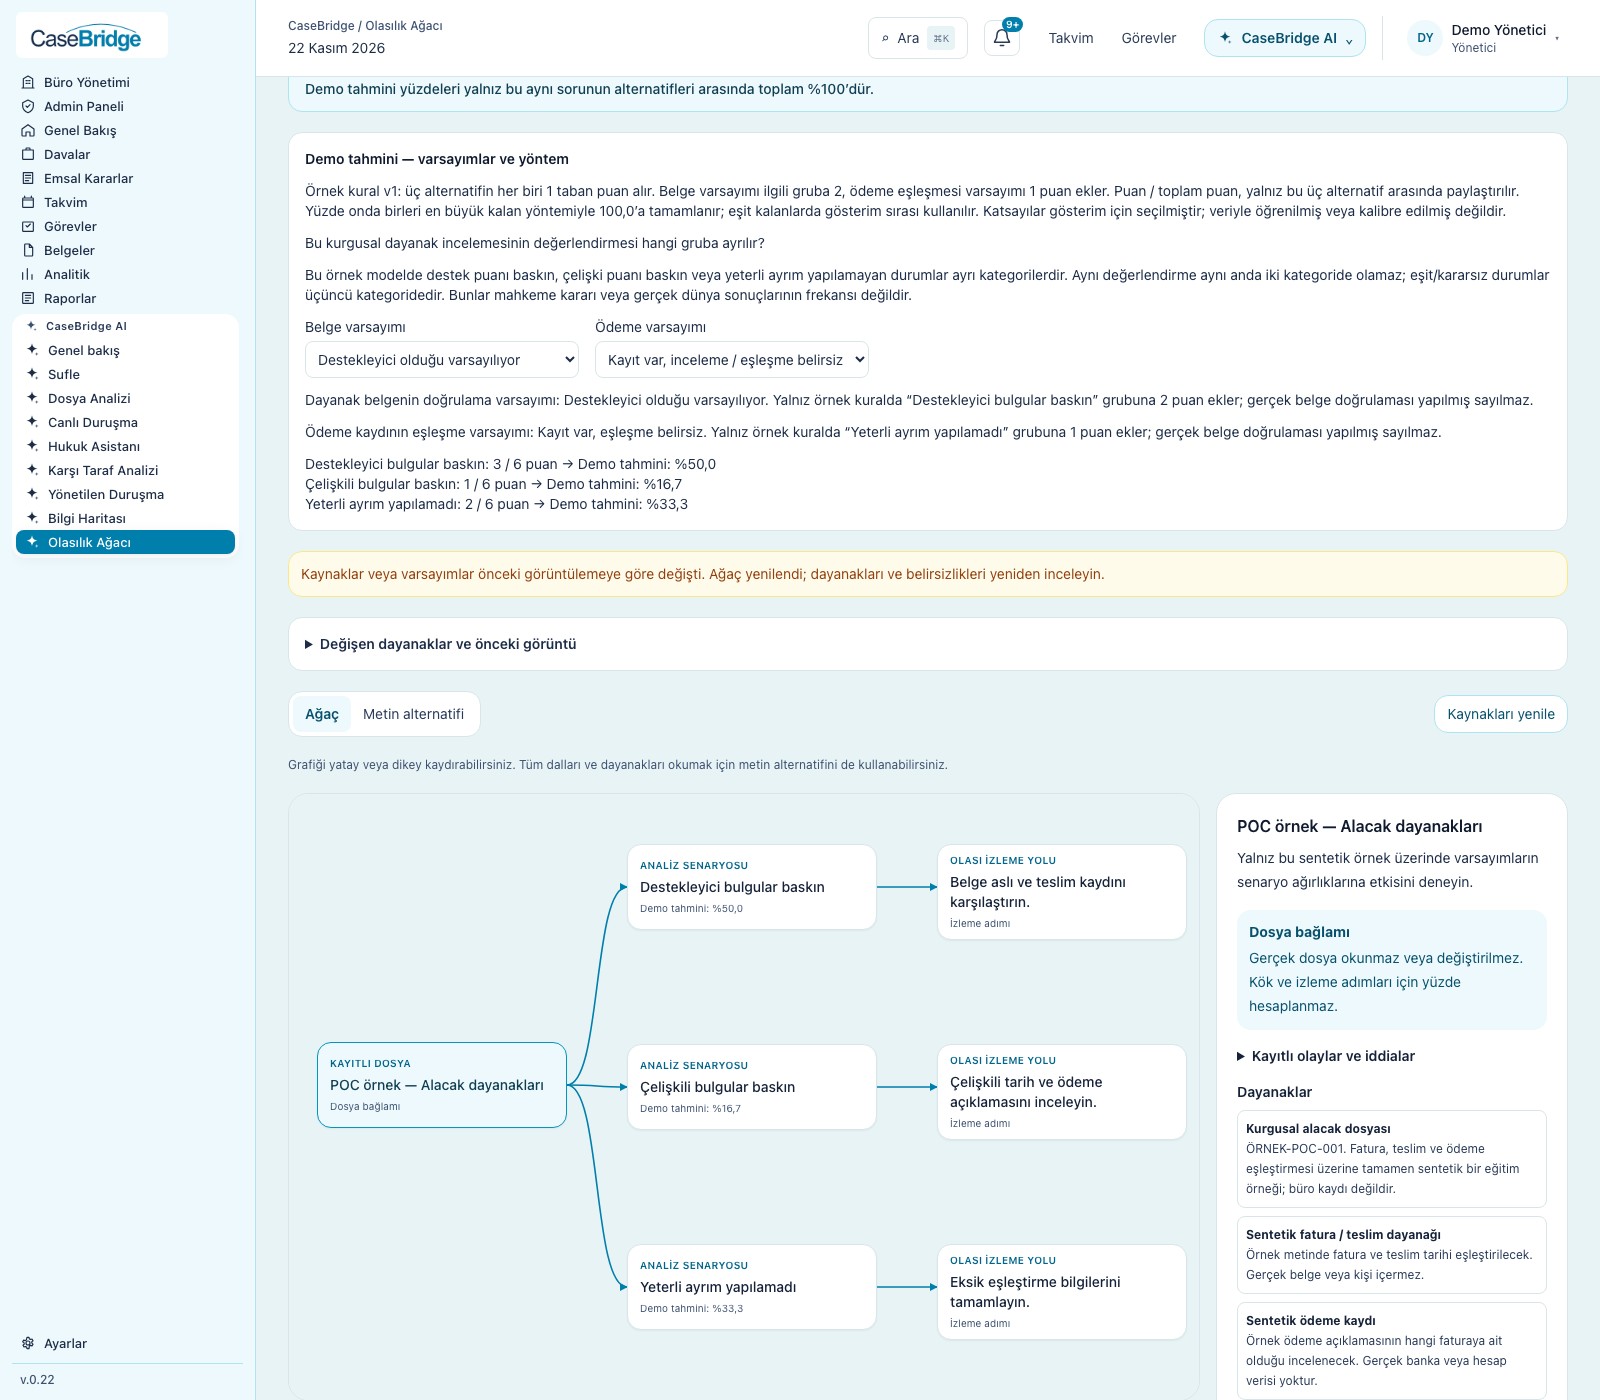 CaseBridge
Büro Yönetimi
Admin Paneli
Genel Bakış
Davalar
Emsal Kararlar
Takvim
Görevler
Belgeler
Analitik
Raporlar
CaseBridge AI
Genel bakış
Sufle
Dosya Analizi
Canlı Duruşma
Hukuk Asistanı
Karşı Taraf Analizi
Yönetilen Duruşma
Bilgi Haritası
Olasılık Ağacı
Ayarlar
v.0.22
CaseBridge / Olasılık Ağacı
22 Kasım 2026
Ara ⌘K
9+
Takvim
Görevler
CaseBridge AI
DY
Demo Yönetici
Yönetici
Demo tahmini yüzdeleri yalnız bu aynı sorunun alternatifleri arasında toplam %100’dür.
Demo tahmini — varsayımlar ve yöntem
Örnek kural v1: üç alternatifin her biri 1 taban puan alır. Belge varsayımı ilgili gruba 2, ödeme eşleşmesi varsayımı 1 puan ekler. Puan / toplam puan, yalnız bu üç alternatif arasında paylaştırılır.
Yüzde onda birleri en büyük kalan yöntemiyle 100,0’a tamamlanır; eşit kalanlarda gösterim sırası kullanılır. Katsayılar gösterim için seçilmiştir; veriyle öğrenilmiş veya kalibre edilmiş değildir.
Bu kurgusal dayanak incelemesinin değerlendirmesi hangi gruba ayrılır?
Bu örnek modelde destek puanı baskın, çelişki puanı baskın veya yeterli ayrım yapılamayan durumlar ayrı kategorilerdir. Aynı değerlendirme aynı anda iki kategoride olamaz; eşit/kararsız durumlar
üçüncü kategoridedir. Bunlar mahkeme kararı veya gerçek dünya sonuçlarının frekansı değildir.
Belge varsayımı
Ödeme varsayımı
Destekleyici olduğu varsayılıyor
Kayıt var, inceleme / eşleşme belirsiz
Dayanak belgenin doğrulama varsayımı: Destekleyici olduğu varsayılıyor. Yalnız örnek kuralda “Destekleyici bulgular baskın” grubuna 2 puan ekler; gerçek belge doğrulaması yapılmış sayılmaz.
Ödeme kaydının eşleşme varsayımı: Kayıt var, eşleşme belirsiz. Yalnız örnek kuralda “Yeterli ayrım yapılamadı” grubuna 1 puan ekler; gerçek belge doğrulaması yapılmış sayılmaz.
Destekleyici bulgular baskın: 3 / 6 puan → Demo tahmini: %50,0
Çelişkili bulgular baskın: 1 / 6 puan → Demo tahmini: %16,7
Yeterli ayrım yapılamadı: 2 / 6 puan → Demo tahmini: %33,3
Kaynaklar veya varsayımlar önceki görüntülemeye göre değişti. Ağaç yenilendi; dayanakları ve belirsizlikleri yeniden inceleyin.
Değişen dayanaklar ve önceki görüntü
Ağaç
Metin alternatifi
Kaynakları yenile
Grafiği yatay veya dikey kaydırabilirsiniz. Tüm dalları ve dayanakları okumak için metin alternatifini de kullanabilirsiniz.
KAYITLI DOSYA
POC örnek — Alacak dayanakları
Dosya bağlamı
ANALİZ SENARYOSU
Destekleyici bulgular baskın
Demo tahmini: %50,0
OLASI İZLEME YOLU
Belge aslı ve teslim kaydını
karşılaştırın.
İzleme adımı
ANALİZ SENARYOSU
Çelişkili bulgular baskın
Demo tahmini: %16,7
OLASI İZLEME YOLU
Çelişkili tarih ve ödeme
açıklamasını inceleyin.
İzleme adımı
ANALİZ SENARYOSU
Yeterli ayrım yapılamadı
Demo tahmini: %33,3
OLASI İZLEME YOLU
Eksik eşleştirme bilgilerini
tamamlayın.
İzleme adımı
POC örnek — Alacak dayanakları
Yalnız bu sentetik örnek üzerinde varsayımların
senaryo ağırlıklarına etkisini deneyin.
Dosya bağlamı
Gerçek dosya okunmaz veya değiştirilmez.
Kök ve izleme adımları için yüzde
hesaplanmaz.
Kayıtlı olaylar ve iddialar
Dayanaklar
Kurgusal alacak dosyası
ÖRNEK-POC-001. Fatura, teslim ve ödeme
eşleştirmesi üzerine tamamen sentetik bir eğitim
örneği; büro kaydı değildir.
Sentetik fatura / teslim dayanağı
Örnek metinde fatura ve teslim tarihi eşleştirilecek.
Gerçek belge veya kişi içermez.
Sentetik ödeme kaydı
Örnek ödeme açıklamasının hangi faturaya ait
olduğu incelenecek. Gerçek banka veya hesap
verisi yoktur.